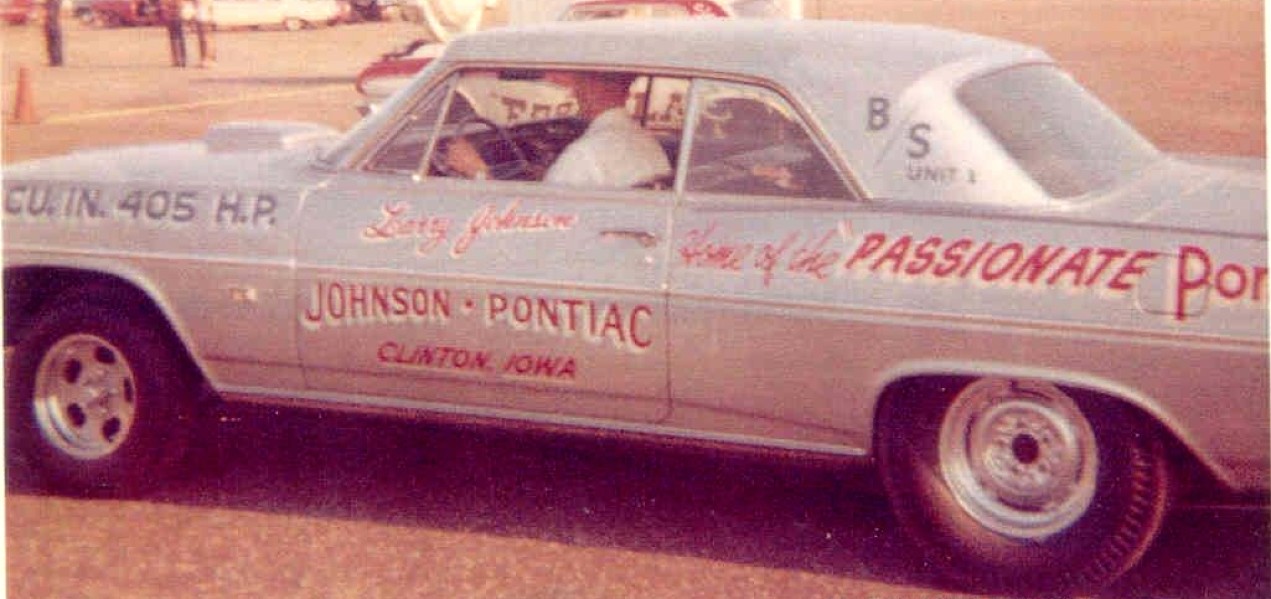 CU. IN. 405 H.P.
Larry Johnson
JOHNSON • PONTIAC
CLINTON, IOWA
Home of the "PASSIONATE Pon
B/S
UNIT 1